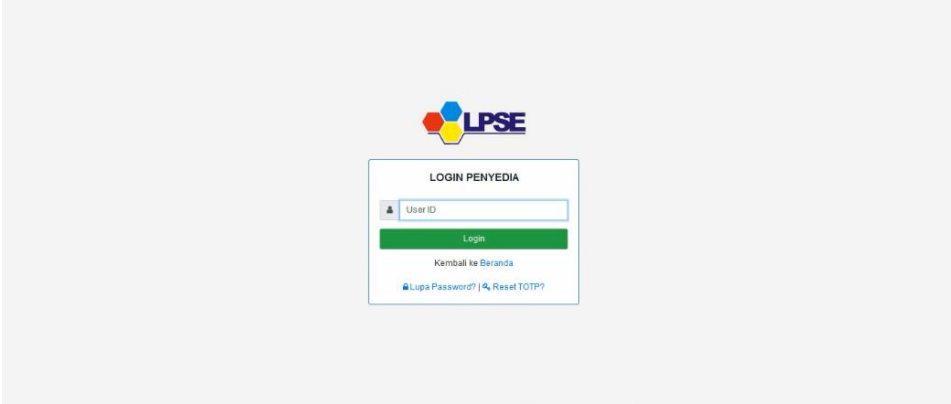 LPSE
LOGIN PENYEDIA
User ID
Login
Kembali ke Beranda
Lupa Password? | Reset TOTP?